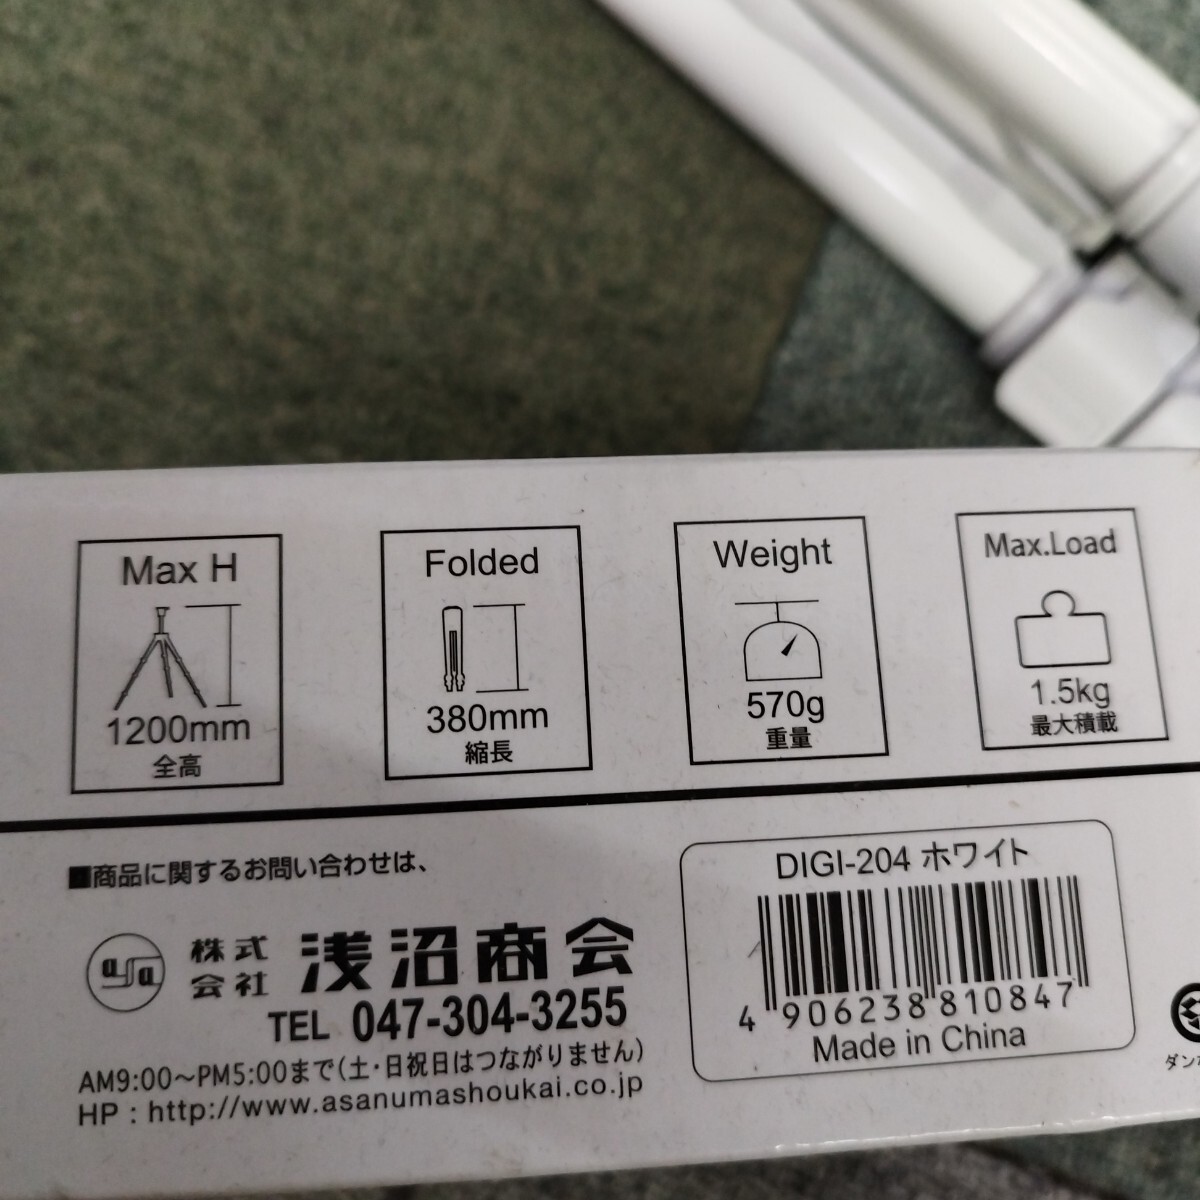 Max H
1200mm
全高
Folded
380mm
縮長
Weight
570g
重量
Max.Load
1.5kg
最大積載
■商品に関するお問い合わせは、
asa
株式会社 浅沼商会
TEL 047-304-3255
AM9:00～PM5:00まで(土・日祝日はつながりません)
HP : http://www.asanumashoukai.co.jp
DIGI-204 ホワイト
4 906238 810847
Made in China
ダン